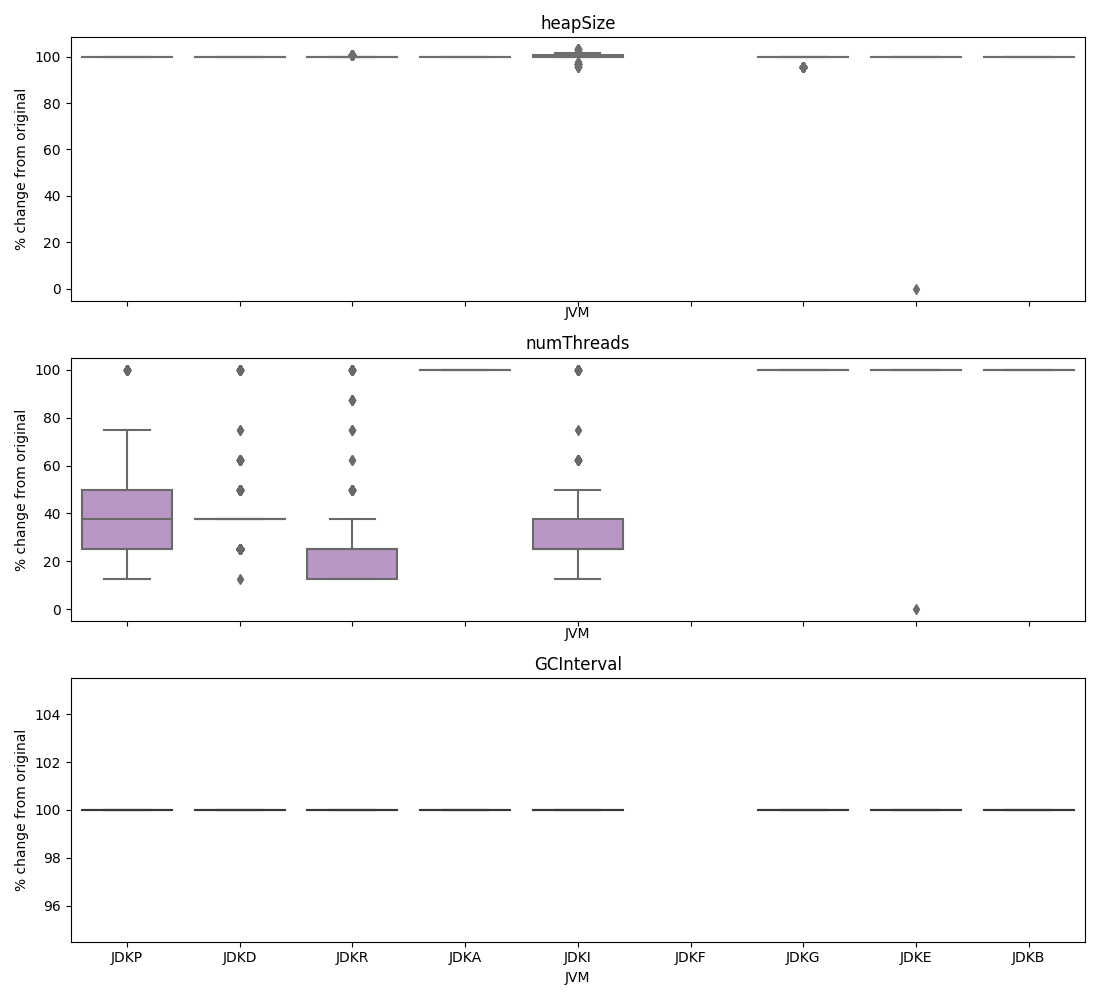 heapSize
% change from original
100
80
60
40
20
0
JVM
numThreads
% change from original
100
80
60
40
20
0
JVM
GCInterval
% change from original
104
102
100
98
96
JDKP JDKD JDKR JDKA JDKI JDKF JDKG JDKE JDKB
JVM